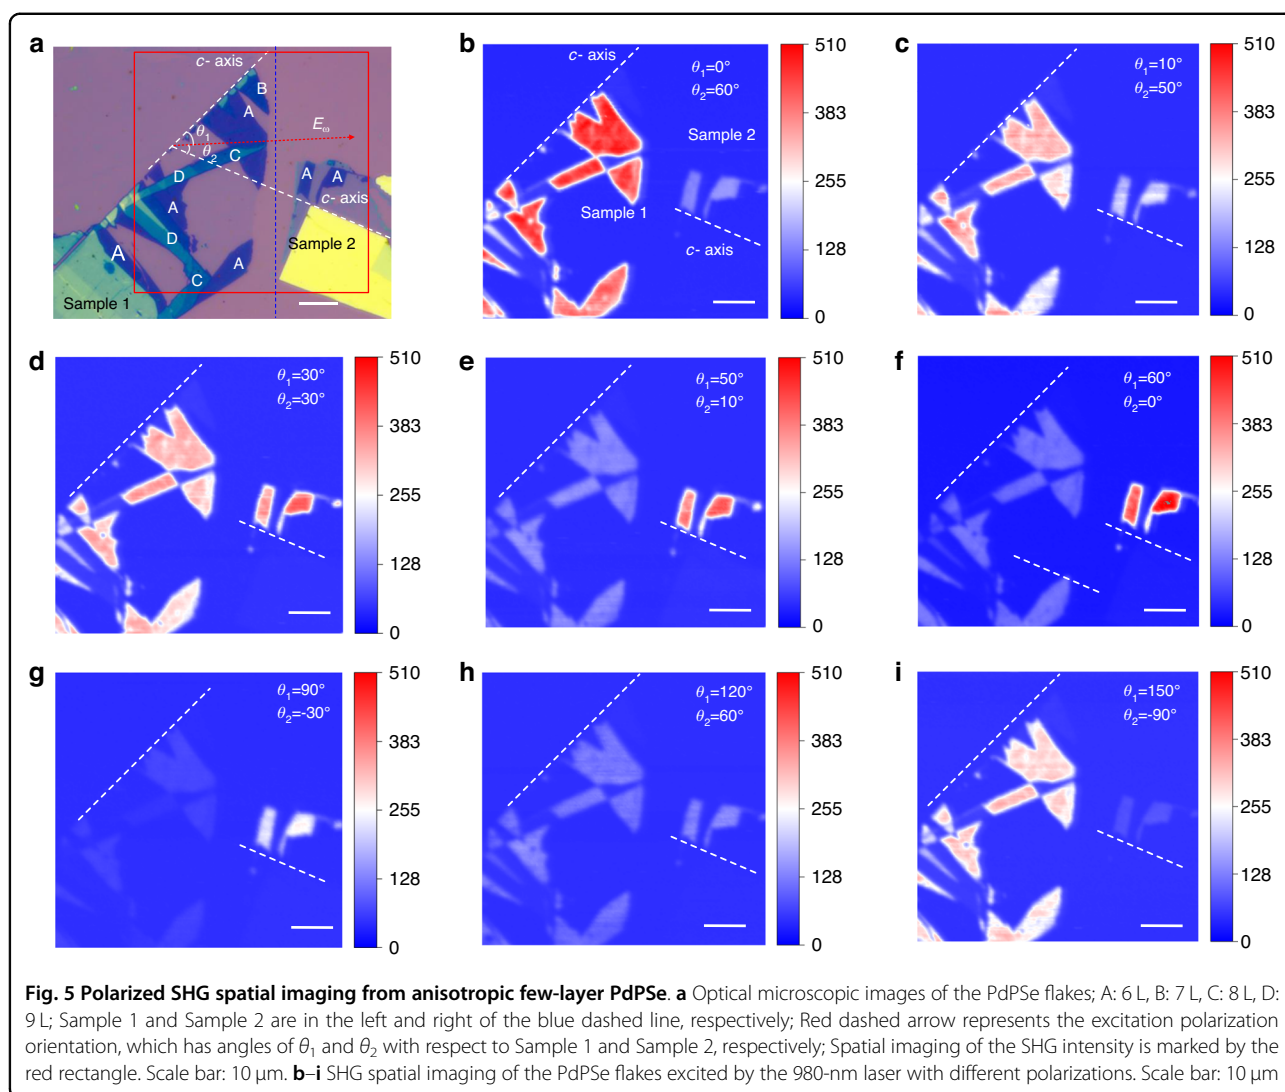 a
c- axis
B
A
θ1
Eω
θ2
C
D
A
A
A
c- axis
D
Sample 2
A
A
C
Sample 1
b
c- axis
θ1=0°
θ2=60°
Sample 2
Sample 1
c- axis
510
383
255
128
0
c
θ1=10°
θ2=50°
510
383
255
128
0
d
θ1=30°
θ2=30°
510
383
255
128
0
e
θ1=50°
θ2=10°
510
383
255
128
0
f
θ1=60°
θ2=0°
510
383
255
128
0
g
θ1=90°
θ2=-30°
510
383
255
128
0
h
θ1=120°
θ2=60°
510
383
255
128
0
i
θ1=150°
θ2=-90°
510
383
255
128
0
Fig. 5 Polarized SHG spatial imaging from anisotropic few-layer PdPSe. a Optical microscopic images of the PdPSe flakes; A: 6 L, B: 7 L, C: 8 L, D:
9 L; Sample 1 and Sample 2 are in the left and right of the blue dashed line, respectively; Red dashed arrow represents the excitation polarization
orientation, which has angles of θ1 and θ2 with respect to Sample 1 and Sample 2, respectively; Spatial imaging of the SHG intensity is marked by the
red rectangle. Scale bar: 10 μm. b–i SHG spatial imaging of the PdPSe flakes excited by the 980-nm laser with different polarizations. Scale bar: 10 μm